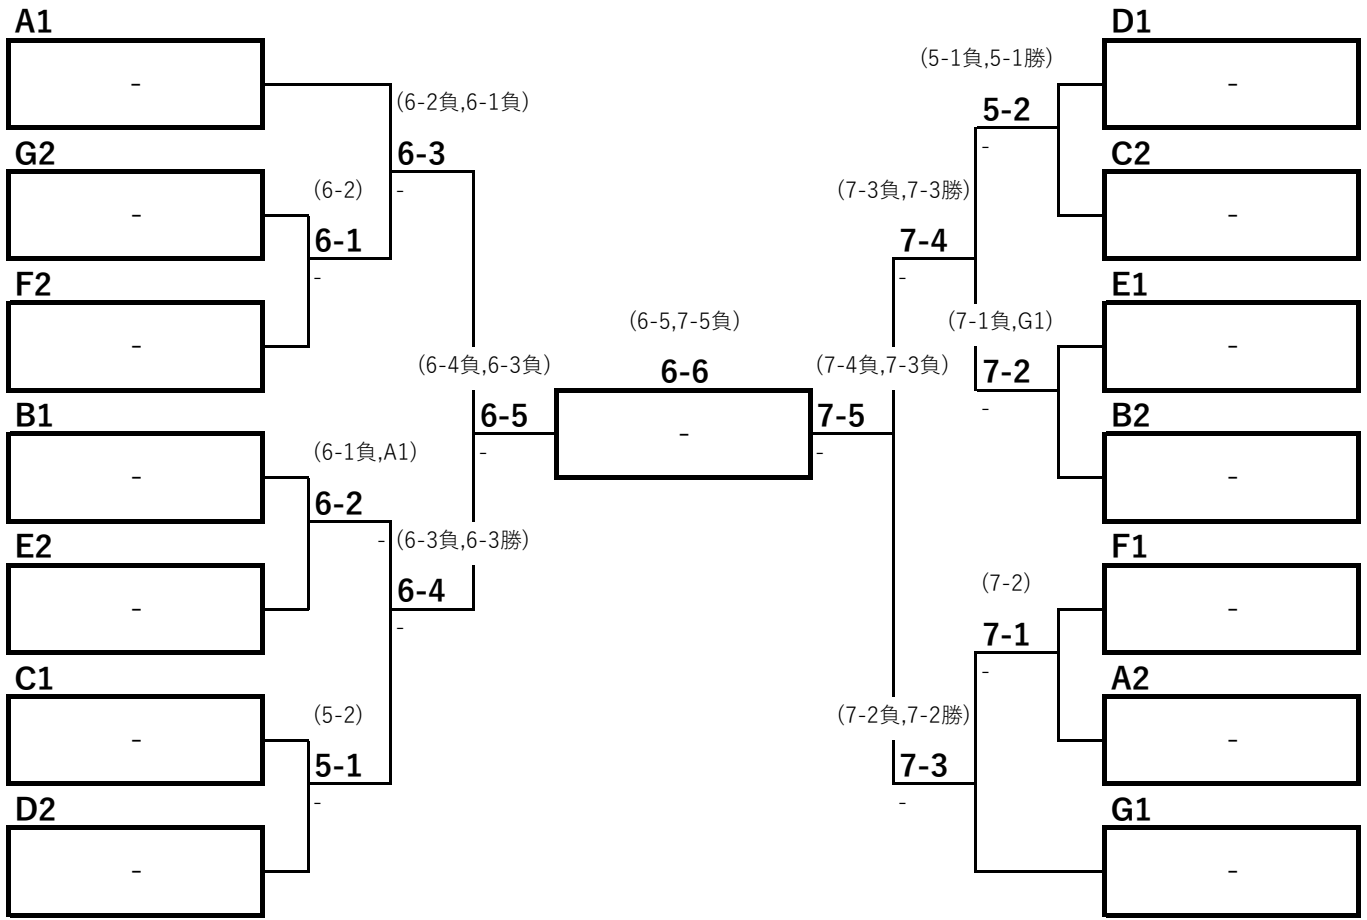 A1
-
(6-2負,6-1負)
6-3
-
G2
-
(6-2)
6-1
-
F2
-
(6-4負,6-3負)
6-5
-
B1
-
(6-1負,A1)
6-2
-
E2
-
(6-3負,6-3勝)
6-4
-
C1
-
(5-2)
5-1
-
D2
-
(6-5,7-5負)
6-6
-
D1
-
(5-1負,5-1勝)
5-2
-
C2
-
(7-3負,7-3勝)
7-4
-
E1
-
(7-1負,G1)
7-2
-
(7-4負,7-3負)
7-5
-
B2
-
F1
-
(7-2)
7-1
-
A2
-
(7-2負,7-2勝)
7-3
-
G1
-